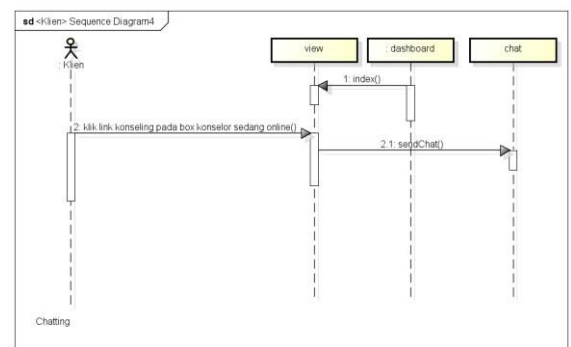 sd <Klien> Sequence Diagram4
: Klien
view
: dashboard
chat
1: index()
2: klik link konseling pada box konselor sedang online()
2.1: sendChat()
Chatting